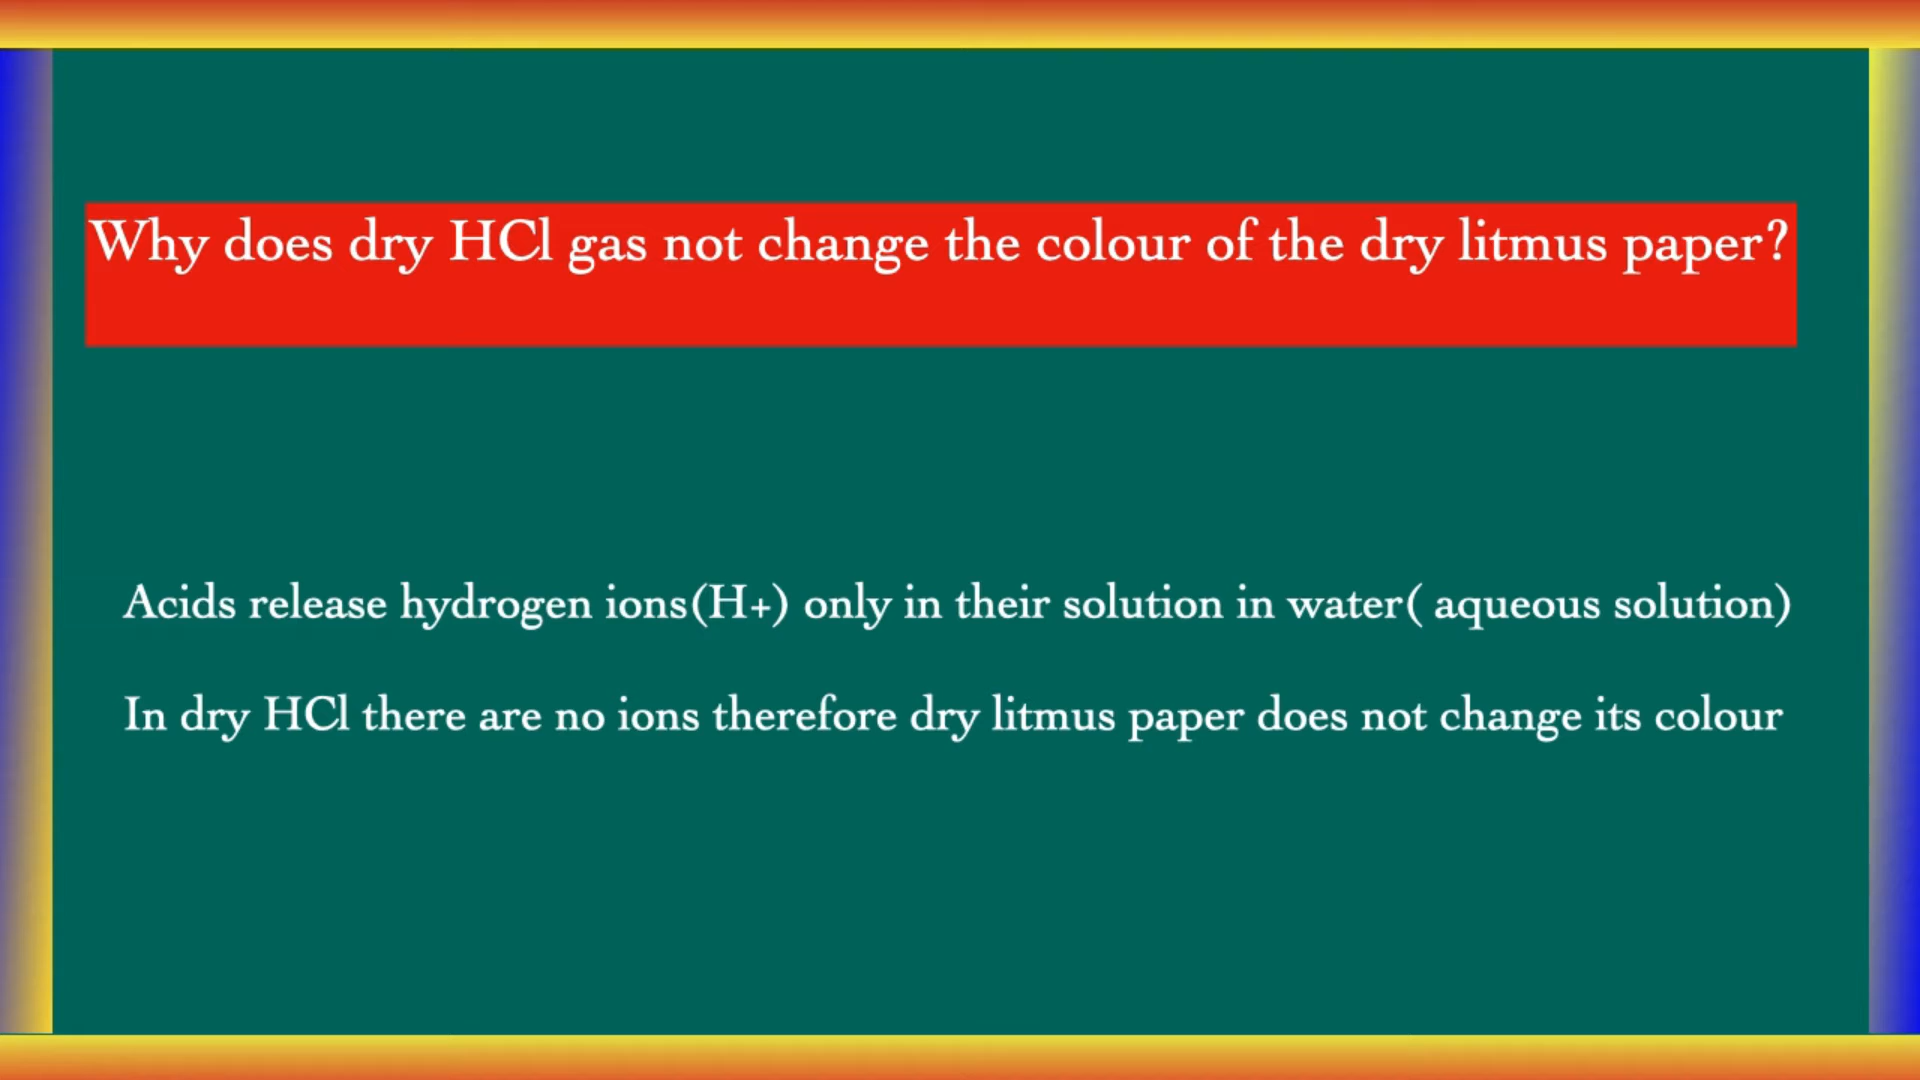 Why does dry HCl gas not change the colour of the dry litmus paper?
Acids release hydrogen ions(H+) only in their solution in water( aqueous solution)
In dry HCl there are no ions therefore dry litmus paper does not change its colour